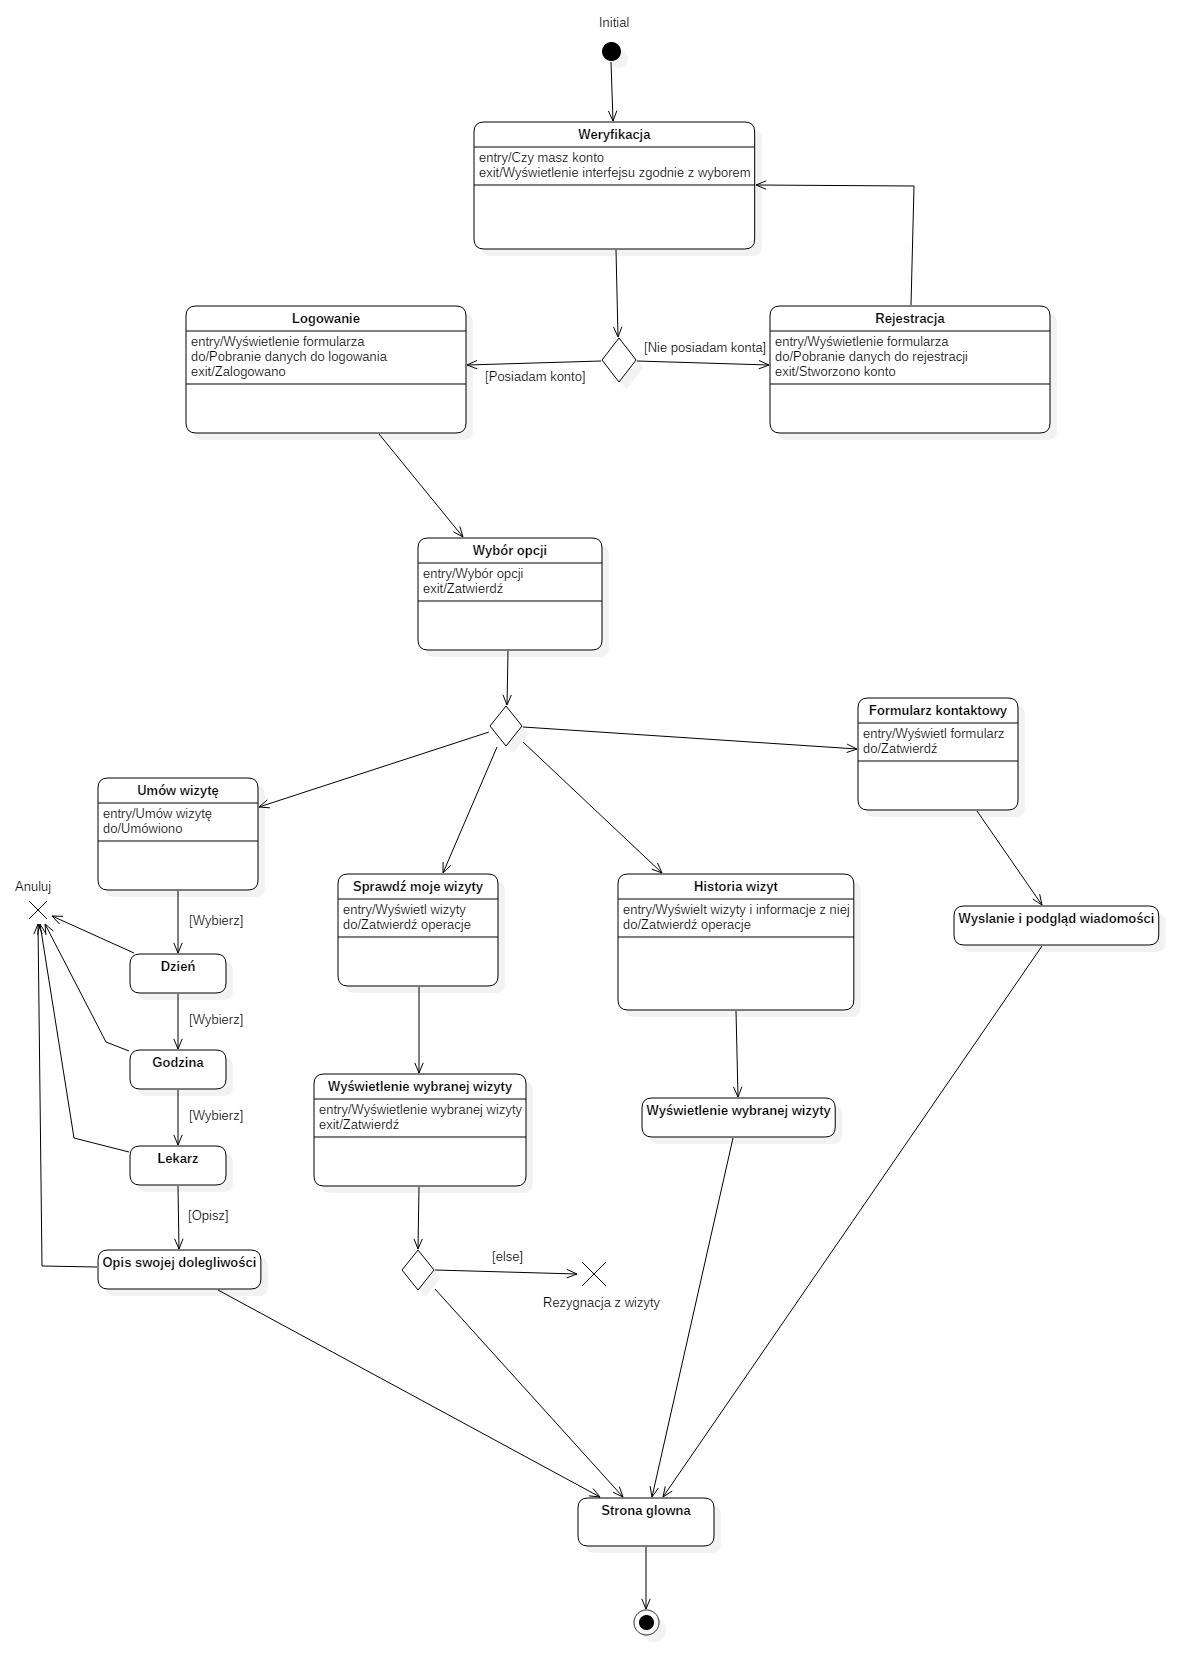 Initial
Weryfikacja
entry/Czy masz konto
exit/Wyświetlenie interfejsu zgodnie z wyborem
Logowanie
entry/Wyświetlenie formularza
do/Pobranie danych do logowania
exit/Zalogowano
[Posiadam konto]
[Nie posiadam konta]
Rejestracja
entry/Wyświetlenie formularza
do/Pobranie danych do rejestracji
exit/Stworzono konto
Wybór opcji
entry/Wybór opcji
exit/Zatwierdź
Formularz kontaktowy
entry/Wyświetl formularz
do/Zatwierdź
Umów wizytę
entry/Umów wizytę
do/Umówiono
Anuluj
Sprawdź moje wizyty
entry/Wyświetl wizyty
do/Zatwierdź operacje
Historia wizyt
entry/Wyświelt wizyty i informacje z niej
do/Zatwierdź operacje
Wyslanie i podgląd wiadomości
[Wybierz]
Dzień
[Wybierz]
Godzina
[Wybierz]
Lekarz
[Opisz]
Opis swojej dolegliwości
Wyświetlenie wybranej wizyty
entry/Wyświetlenie wybranej wizyty
exit/Zatwierdź
Wyświetlenie wybranej wizyty
[else]
Rezygnacja z wizyty
Strona glowna